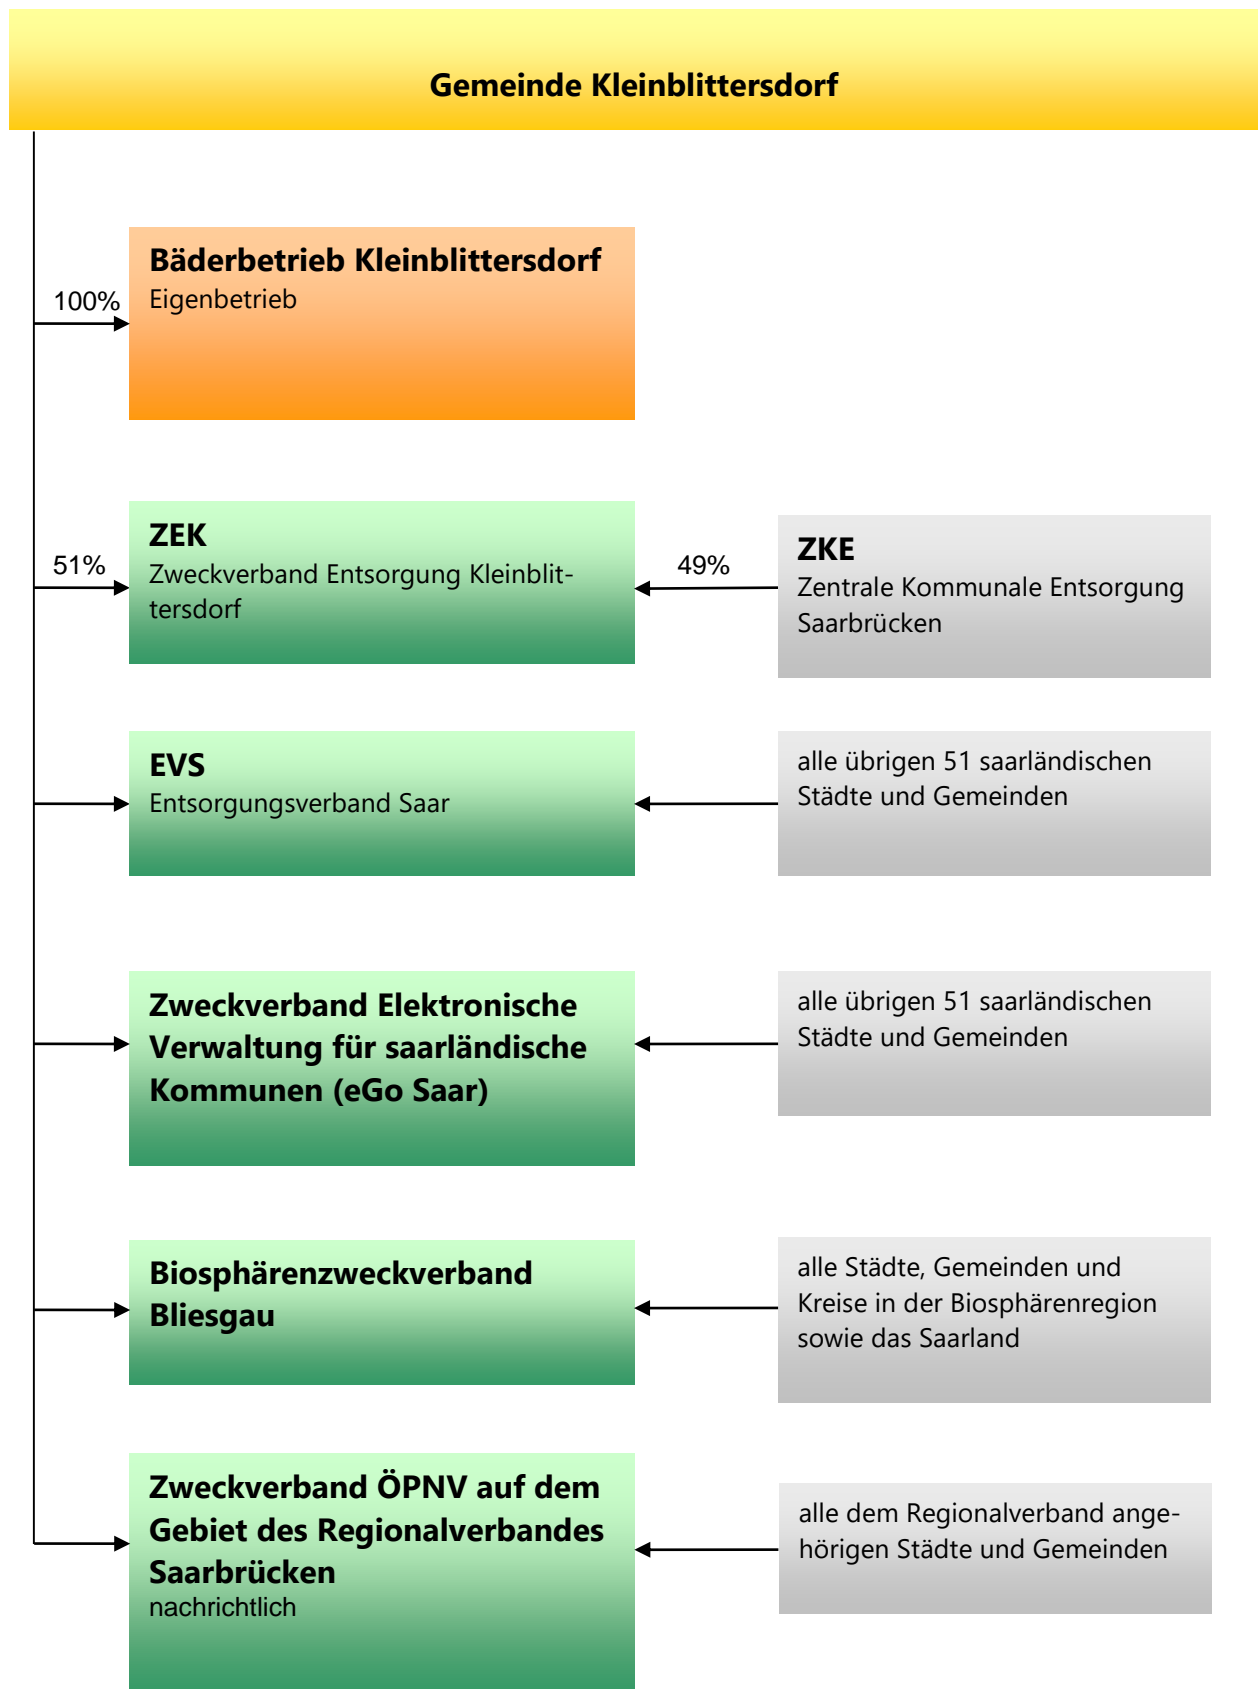 Gemeinde Kleinblittersdorf
100%
Bäderbetrieb Kleinblittersdorf
Eigenbetrieb
51%
ZEK
Zweckverband Entsorgung Kleinblit-
tersdorf
49%
ZKE
Zentrale Kommunale Entsorgung
Saarbrücken
EVS
Entsorgungsverband Saar
alle übrigen 51 saarländischen
Städte und Gemeinden
Zweckverband Elektronische
Verwaltung für saarländische
Kommunen (eGo Saar)
alle übrigen 51 saarländischen
Städte und Gemeinden
Biosphärenzweckverband
Bliesgau
alle Städte, Gemeinden und
Kreise in der Biosphärenregion
sowie das Saarland
Zweckverband ÖPNV auf dem
Gebiet des Regionalverbandes
Saarbrücken
nachrichtlich
alle dem Regionalverband ange-
hörigen Städte und Gemeinden